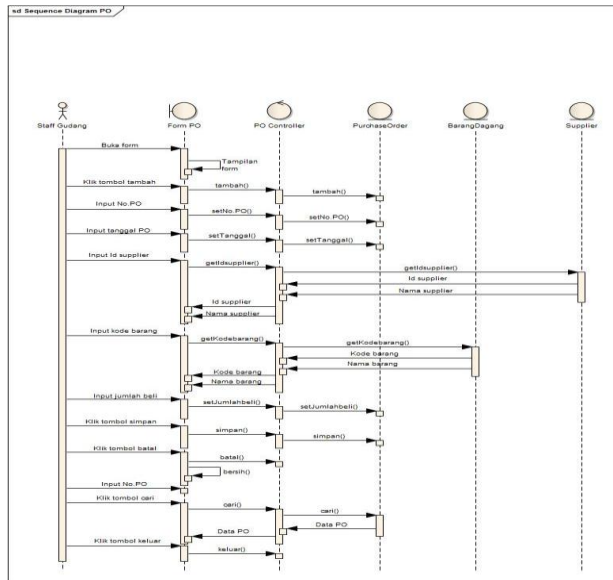 sd Sequence Diagram PO
Staff Gudang
Form PO
PO Controller
PurchaseOrder
BarangDagang
Supplier
Buka form
Tampilan
form
Klik tombol tambah
tambah()
tambah()
Input No.PO
setNo.PO()
setNo.PO()
Input tanggal PO
setTanggal()
setTanggal()
Input Id supplier
getIdsupplier()
getIdsupplier()
Id supplier
Nama supplier
Id supplier
Nama supplier
Input kode barang
getKodebarang()
getKodebarang()
Kode barang
Nama barang
Kode barang
Nama barang
Input jumlah beli
setJumlahbeli()
setJumlahbeli()
Klik tombol simpan
simpan()
simpan()
Klik tombol batal
batal()
bersih()
Input No.PO
Klik tombol cari
cari()
cari()
Data PO
Data PO
Klik tombol keluar
keluar()